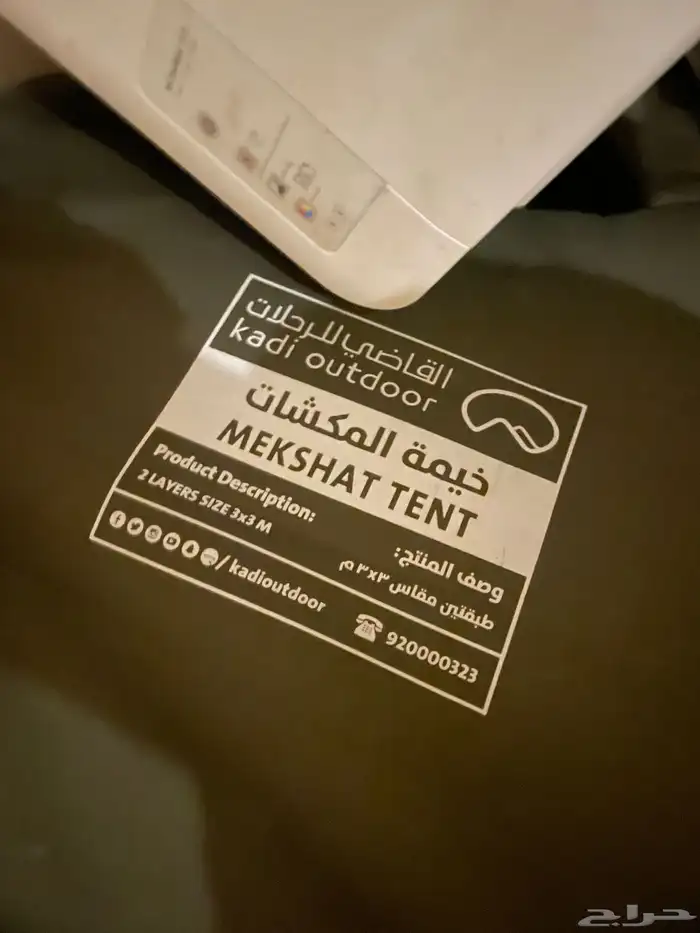 القاضي للرحلات
kadi outdoor
خيمة المكشات
MEKSHAT TENT
Product Description:
2 LAYERS SIZE 3x3 M
وصف المنتج:
طبقتين مقاس ٣x٣ م
/ kadioutdoor
920000323
حراج